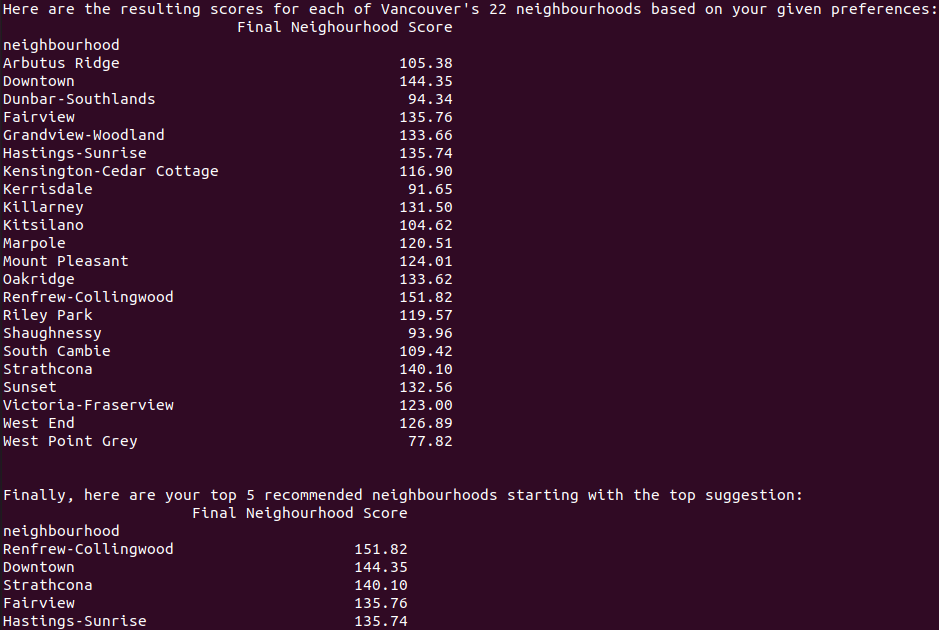 Here are the resulting scores for each of Vancouver's 22 neighbourhoods based on your given preferences:
Final Neighourhood Score
neighbourhood
Arbutus Ridge 105.38
Downtown 144.35
Dunbar-Southlands 94.34
Fairview 135.76
Grandview-Woodland 133.66
Hastings-Sunrise 135.74
Kensington-Cedar Cottage 116.90
Kerrisdale 91.65
Killarney 131.50
Kitsilano 104.62
Marpole 120.51
Mount Pleasant 124.01
Oakridge 133.62
Renfrew-Collingwood 151.82
Riley Park 119.57
Shaughnessy 93.96
South Cambie 109.42
Strathcona 140.10
Sunset 132.56
Victoria-Fraserview 123.00
West End 126.89
West Point Grey 77.82
Finally, here are your top 5 recommended neighbourhoods starting with the top suggestion:
Final Neighourhood Score
neighbourhood
Renfrew-Collingwood 151.82
Downtown 144.35
Strathcona 140.10
Fairview 135.76
Hastings-Sunrise 135.74